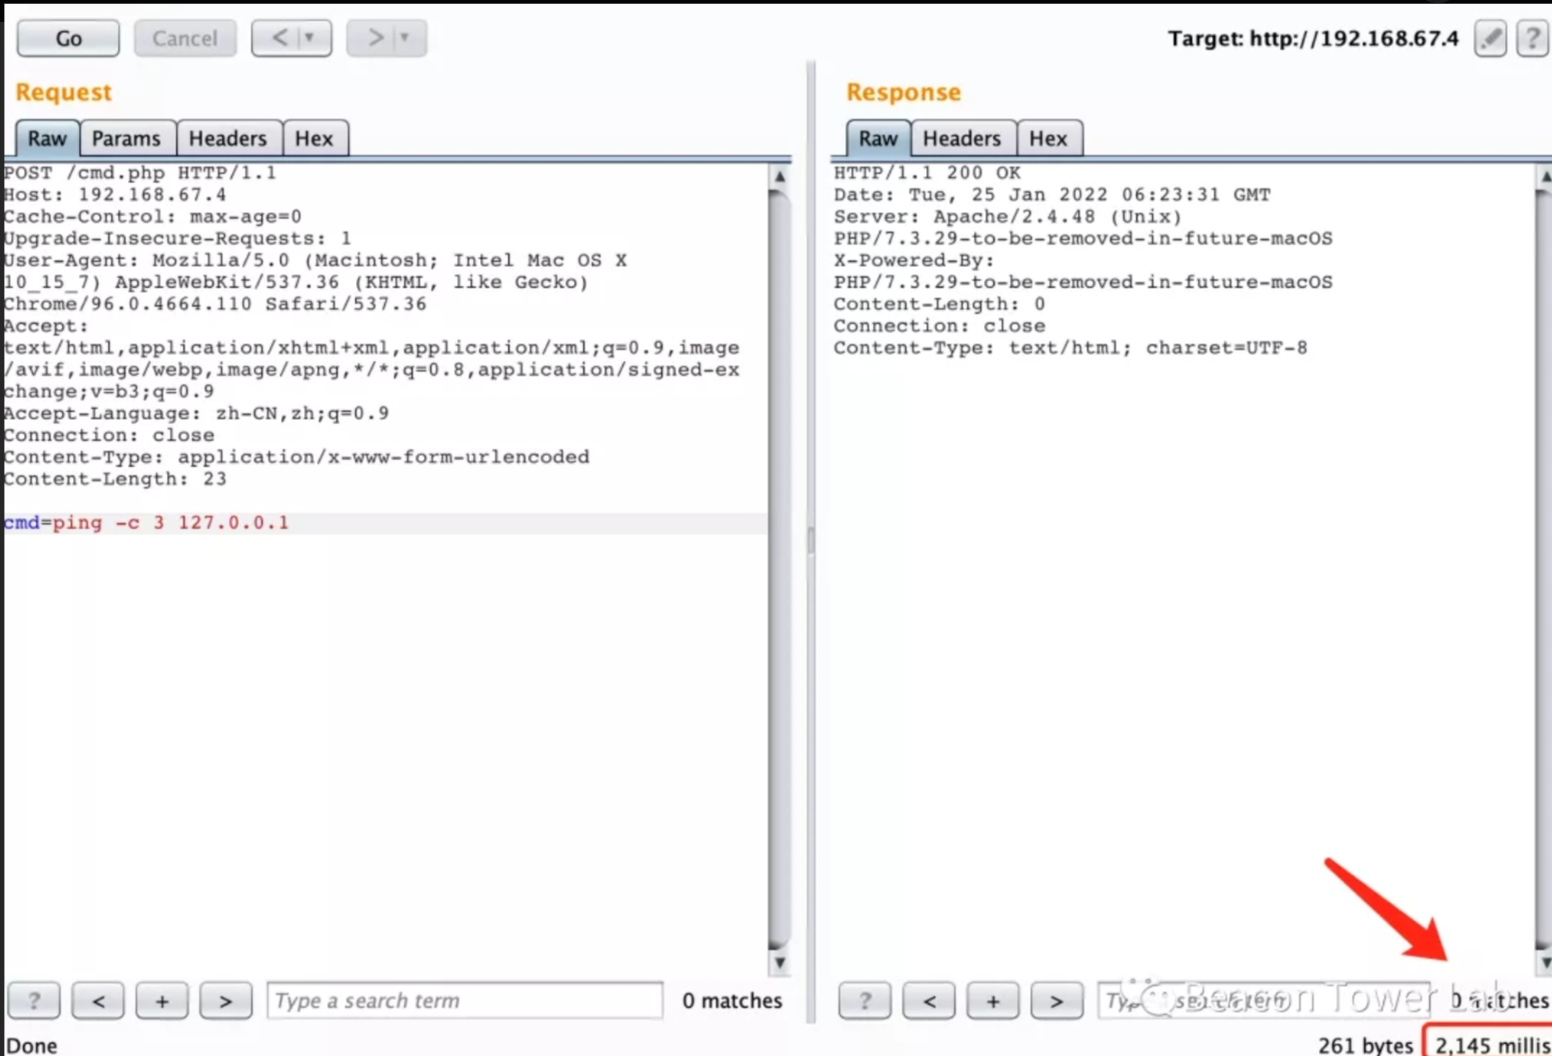 Go
Cancel
<
>
Target: http://192.168.67.4
?
Request
Raw Params Headers Hex
POST /cmd.php HTTP/1.1
Host: 192.168.67.4
Cache-Control: max-age=0
Upgrade-Insecure-Requests: 1
User-Agent: Mozilla/5.0 (Macintosh; Intel Mac OS X
10_15_7) AppleWebKit/537.36 (KHTML, like Gecko)
Chrome/96.0.4664.110 Safari/537.36
Accept:
text/html,application/xhtml+xml,application/xml;q=0.9,image
/avif,image/webp,image/apng,*/*;q=0.8,application/signed-ex
change;v=b3;q=0.9
Accept-Language: zh-CN,zh;q=0.9
Connection: close
Content-Type: application/x-www-form-urlencoded
Content-Length: 23

cmd=ping -c 3 127.0.0.1
? < + > Type a search term 0 matches
Done
Response
Raw Headers Hex
HTTP/1.1 200 OK
Date: Tue, 25 Jan 2022 06:23:31 GMT
Server: Apache/2.4.48 (Unix)
PHP/7.3.29-to-be-removed-in-future-macOS
X-Powered-By:
PHP/7.3.29-to-be-removed-in-future-macOS
Content-Length: 0
Connection: close
Content-Type: text/html; charset=UTF-8
? < + > 0 matches
Beacon Tower Lab
261 bytes
2,145 millis